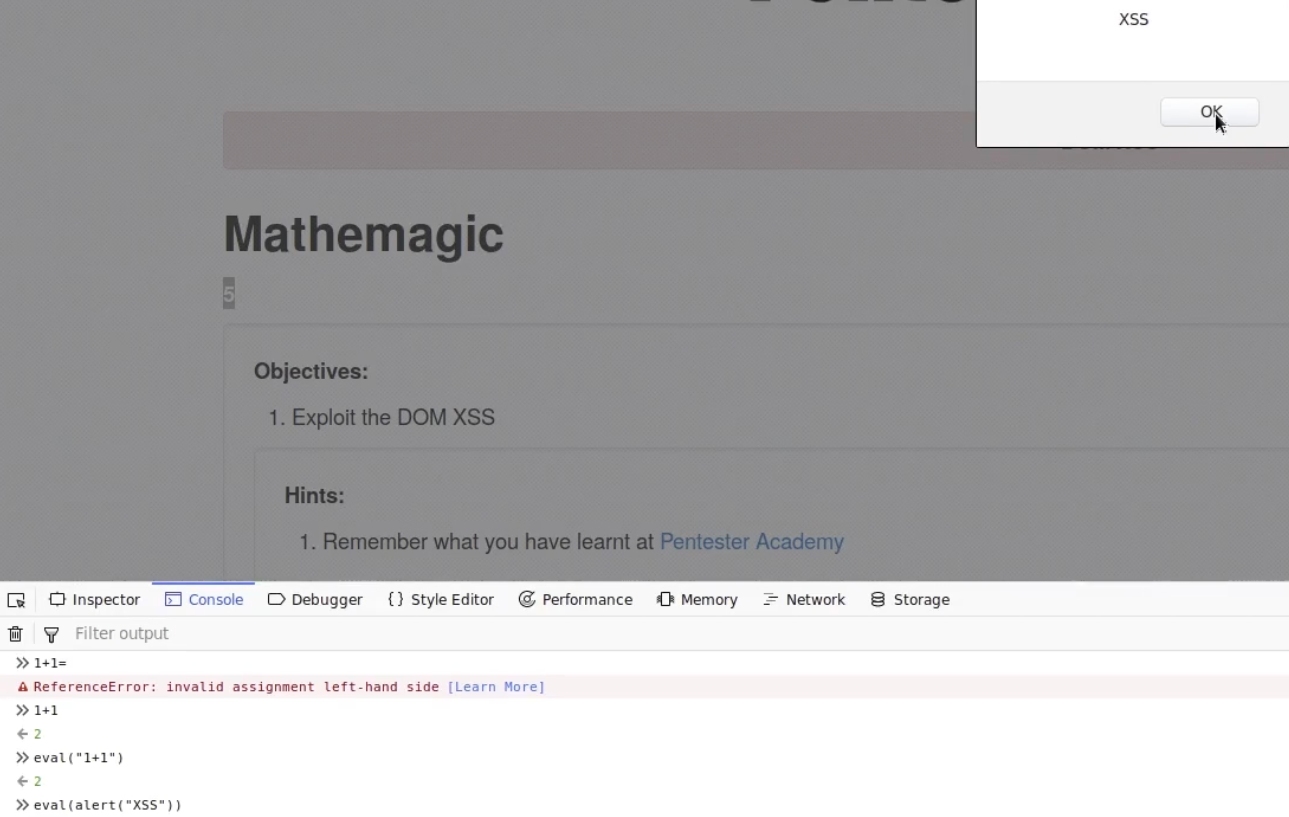 XSS
OK
Mathemagic
5
Objectives:
1. Exploit the DOM XSS
Hints:
1. Remember what you have learnt at Pentester Academy
Inspector Console Debugger {} Style Editor Performance Memory Network Storage
Filter output
>> 1+1=
ReferenceError: invalid assignment left-hand side [Learn More]
>> 1+1
← 2
>> eval("1+1")
← 2
>> eval(alert("XSS"))